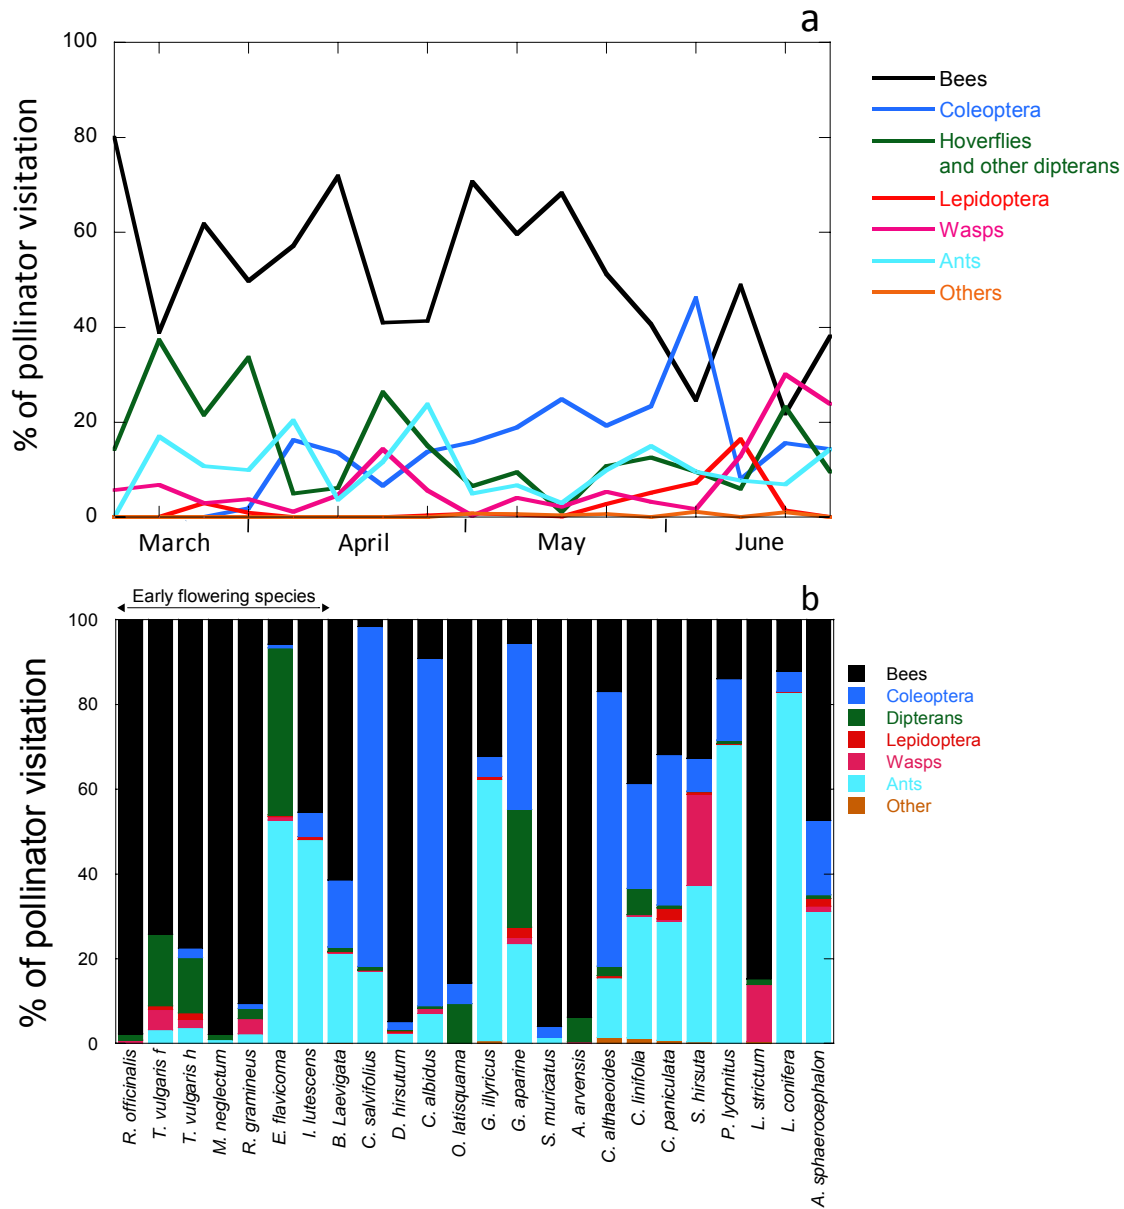 a
100
80
60
40
20
0
% of pollinator visitation
March
April
May
June
Bees
Coleoptera
Hoverflies
and other dipterans
Lepidoptera
Wasps
Ants
Others
Early flowering species
b
100
80
60
40
20
0
% of pollinator visitation
Bees
Coleoptera
Dipterans
Lepidoptera
Wasps
Ants
Other
R. officinalis
T. vulgaris f
T. vulgaris h
M. neglectum
R. gramineus
E. flavicoma
I. lutescens
B. Laevigata
C. salvifolius
D. hirsutum
C. albidus
O. latisquama
G. illyricus
G. aparine
S. muricatus
A. arvensis
C. althaeoides
C. linifolia
C. paniculata
S. hirsuta
P. lychnitus
L. strictum
L. conifera
A. sphaerocephalon